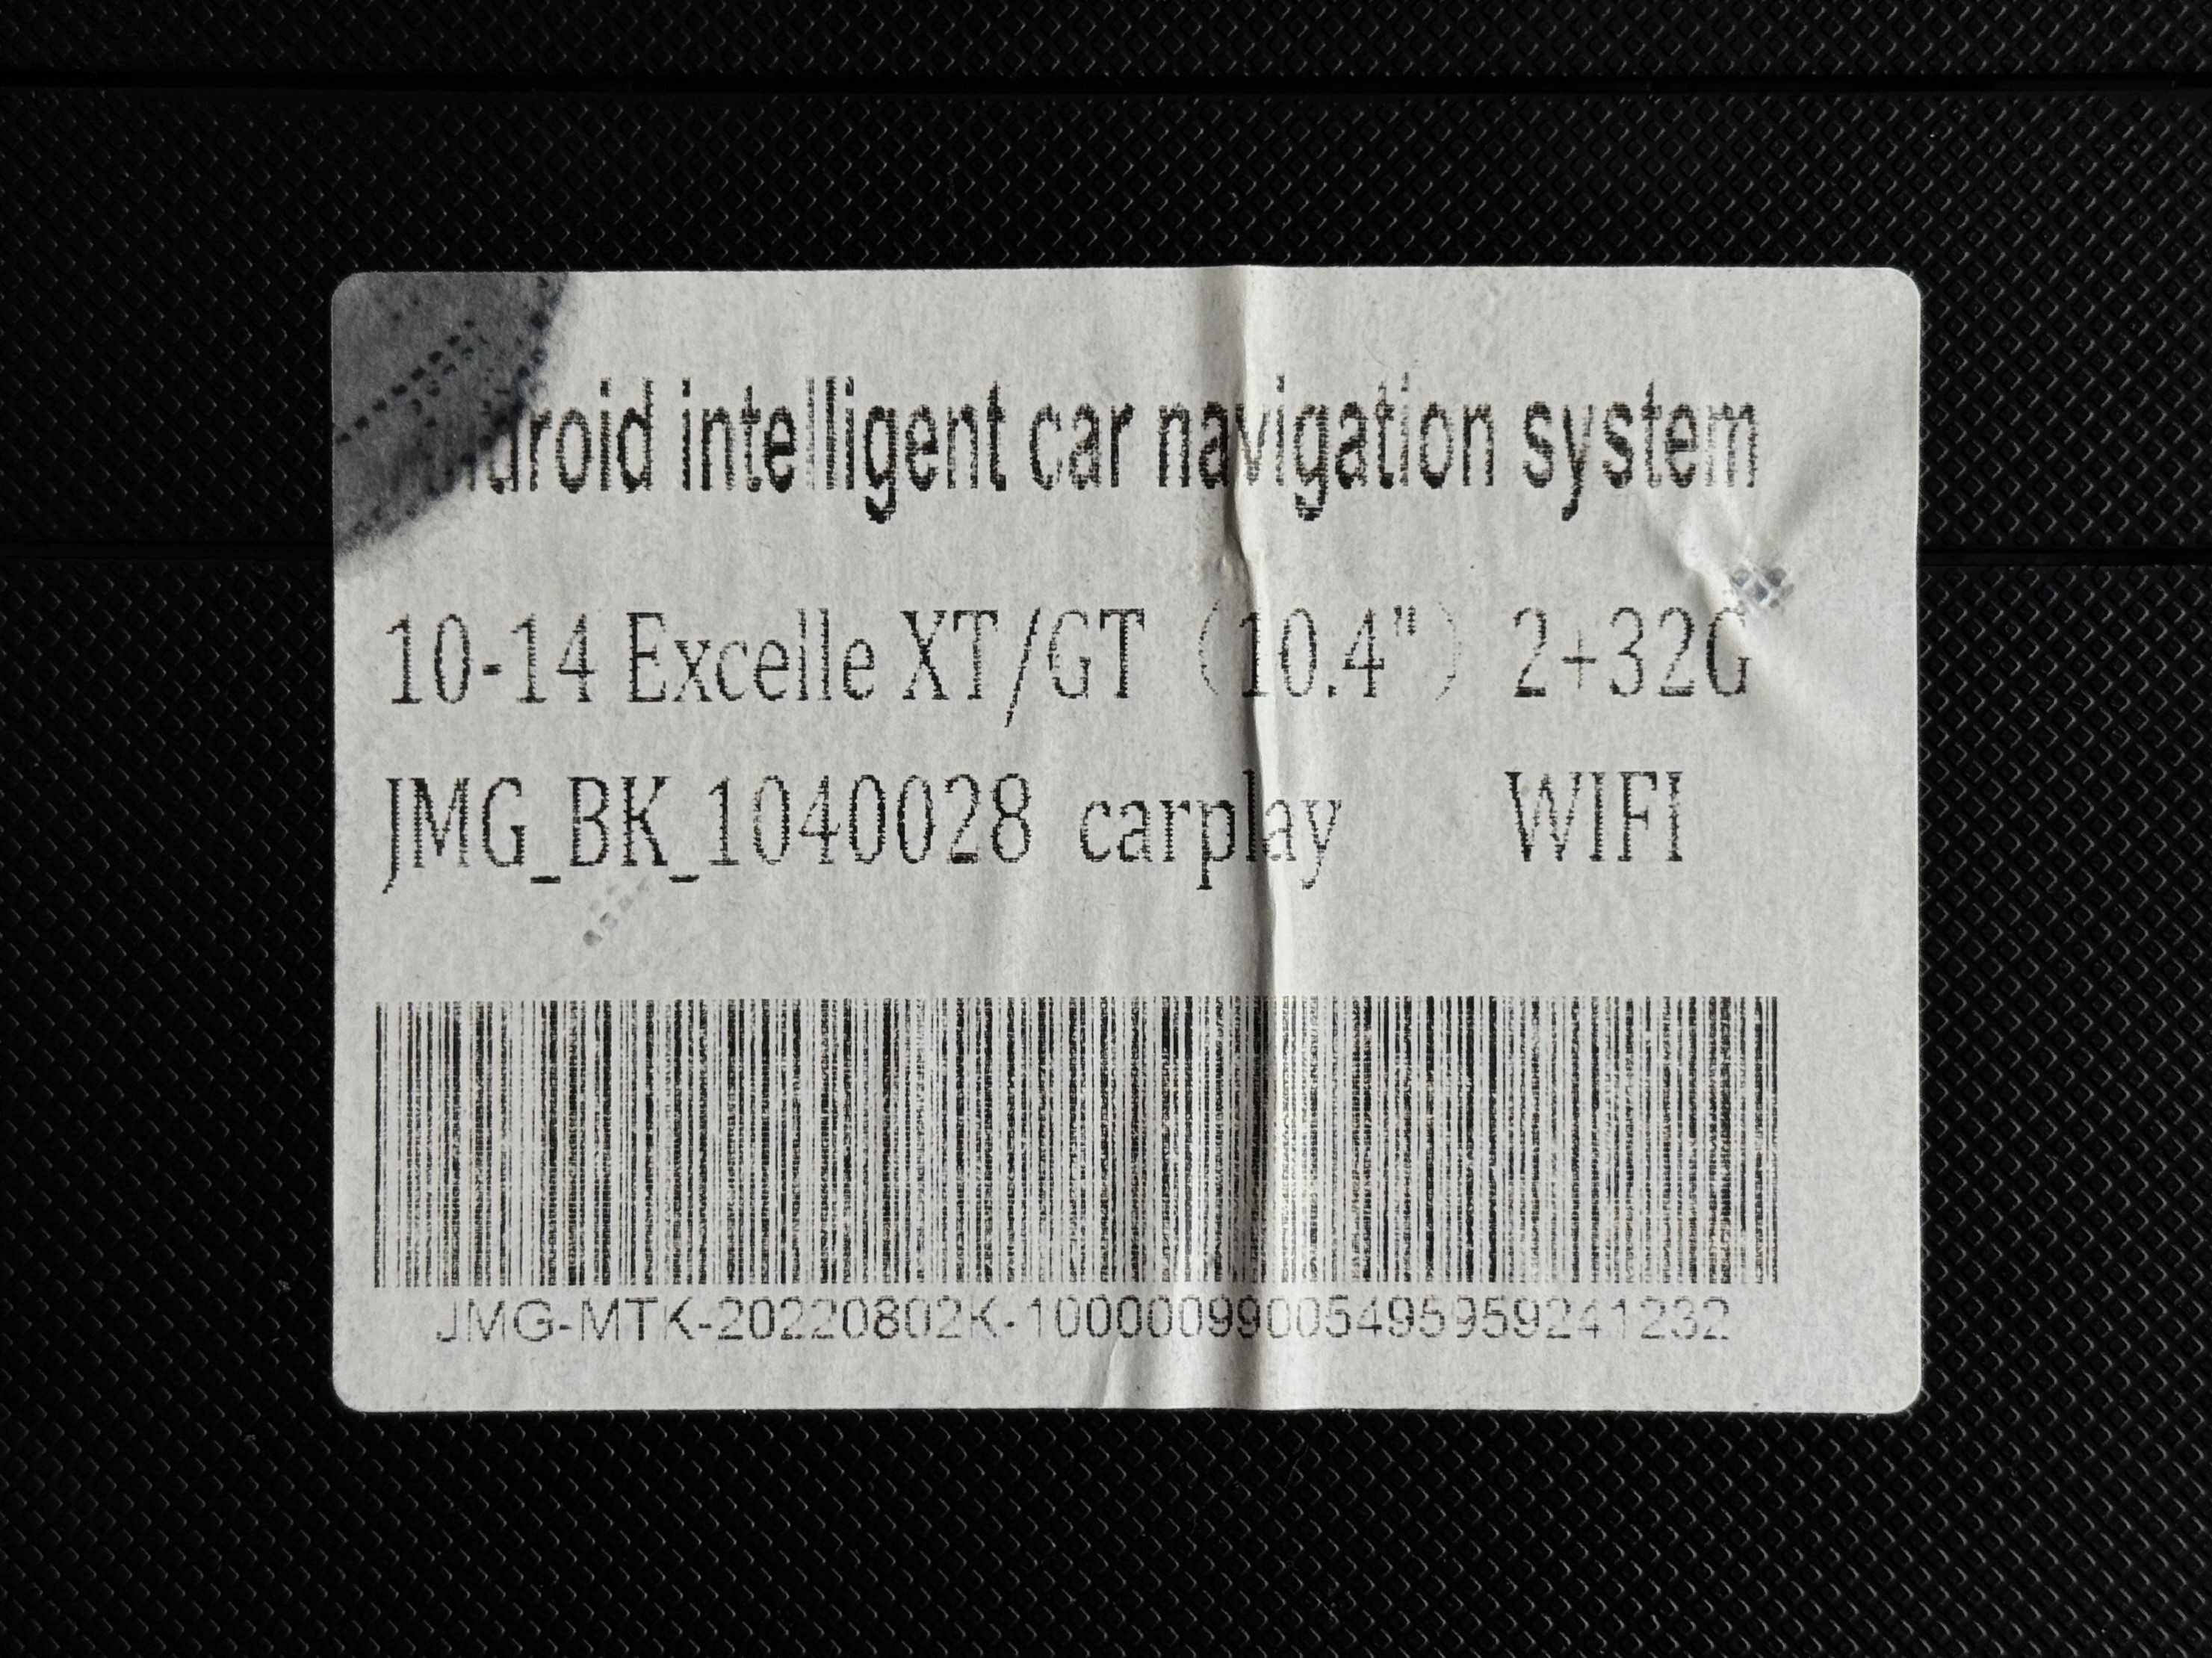 Android intelligent car navigation system
10-14 Excelle XT/GT （10.4"） 2+32G
JMG_BK_1040028 carplay WIFI
JMG-MTK-20220802K-1000009900549595924​1232